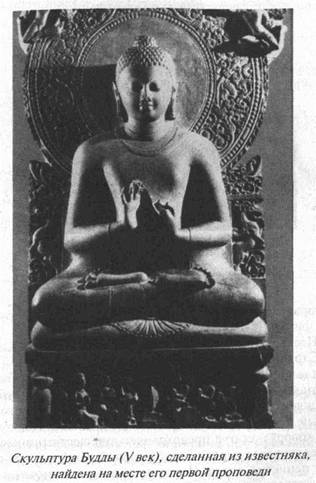 Скульптура Будды (V век), сделанная из известняка,
найдена на месте его первой проповеди